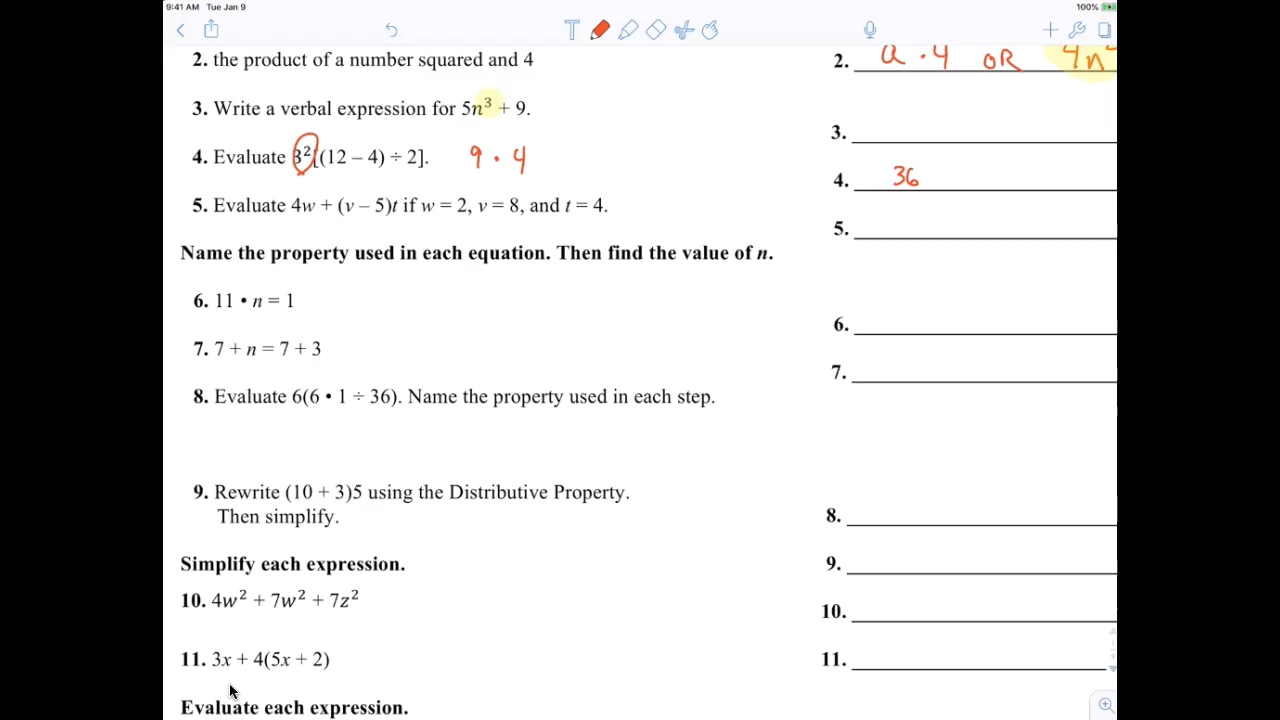 9:41 AM Tue Jan 9 100%
2. the product of a number squared and 4 2. a · 4 OR 4n²
3. Write a verbal expression for 5n³ + 9. 3.
4. Evaluate 3²[(12 – 4) ÷ 2]. 9 · 4 4. 36
5. Evaluate 4w + (v – 5)t if w = 2, v = 8, and t = 4. 5.
Name the property used in each equation. Then find the value of n.
6. 11 • n = 1 6.
7. 7 + n = 7 + 3 7.
8. Evaluate 6(6 • 1 ÷ 36). Name the property used in each step.
9. Rewrite (10 + 3)5 using the Distributive Property.
Then simplify. 8.
Simplify each expression. 9.
10. 4w² + 7w² + 7z² 10.
11. 3x + 4(5x + 2) 11.
Evaluate each expression.